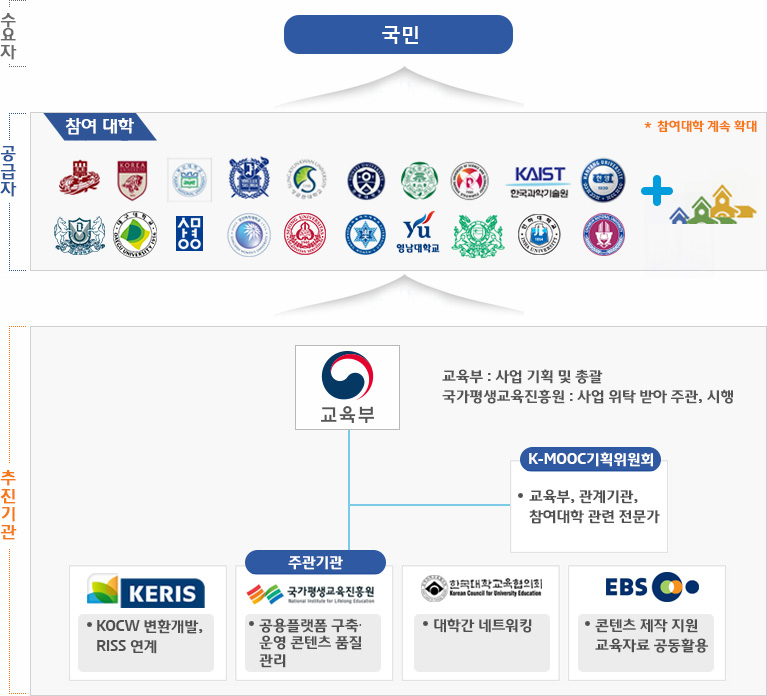 수요자
국민
공급자
참여 대학
* 참여대학 계속 확대
KOREA
KAIST
한국과학기술원
숙명
yu
영남대학교
추진기관
교육부
교육부 : 사업 기획 및 총괄
국가평생교육진흥원 : 사업 위탁 받아 주관, 시행
K-MOOC기획위원회
• 교육부, 관계기관,
참여대학 관련 전문가
주관기관
KERIS
• KOCW 변환개발,
RISS 연계
국가평생교육진흥원
National Institute for Lifelong Education
• 공용플랫폼 구축·
운영 콘텐츠 품질
관리
한국대학교육협의회
Korean Council for University Education
• 대학간 네트워킹
EBS
• 콘텐츠 제작 지원
교육자료 공동활용